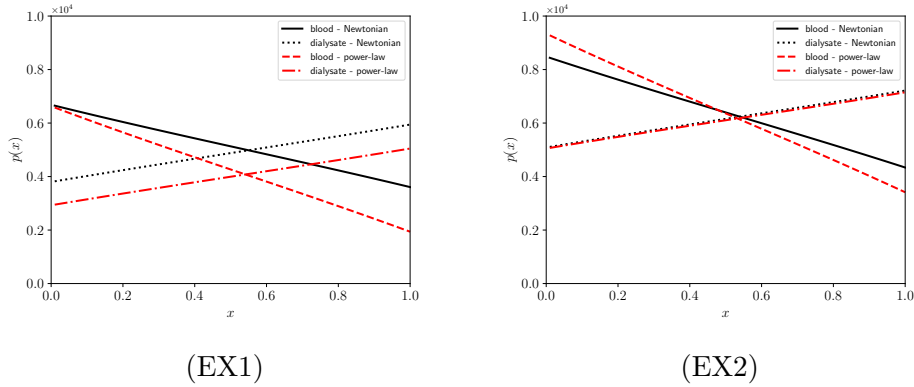 ×10⁴
1.0
0.8
0.6
0.4
0.2
0.0
p(x)
blood - Newtonian
dialysate - Newtonian
blood - power-law
dialysate - power-law
0.0 0.2 0.4 0.6 0.8 1.0
x
(EX1)
×10⁴
1.0
0.8
0.6
0.4
0.2
0.0
p(x)
blood - Newtonian
dialysate - Newtonian
blood - power-law
dialysate - power-law
0.0 0.2 0.4 0.6 0.8 1.0
x
(EX2)